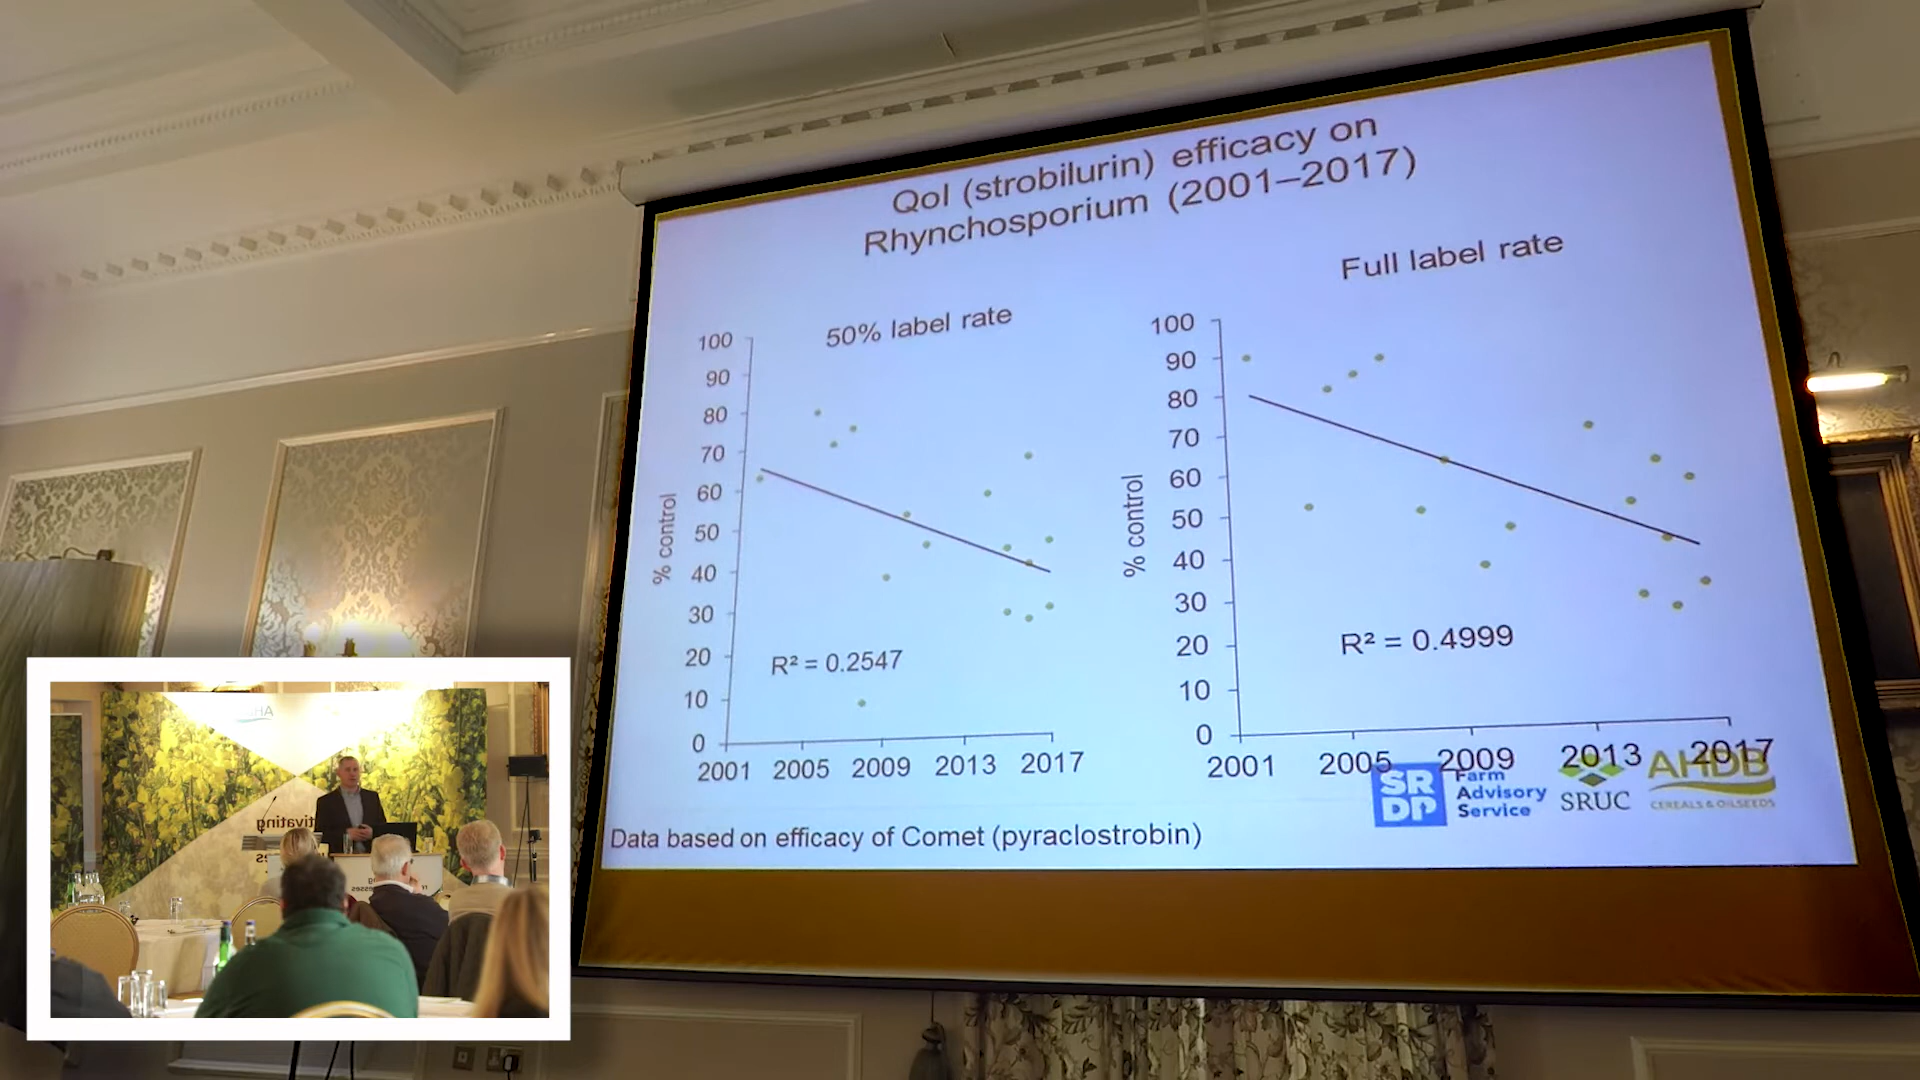 QoI (strobilurin) efficacy on
Rhynchosporium (2001–2017)
50% label rate
100
90
80
70
60
50
40
30
20
10
0
% control
R² = 0.2547
2001 2005 2009 2013 2017
Full label rate
100
90
80
70
60
50
40
30
20
10
0
% control
R² = 0.4999
2001 2005 2009 2013 2017
Data based on efficacy of Comet (pyraclostrobin)
SR
DP
Farm
Advisory
Service
SRUC
AHDB
CEREALS & OILSEEDS